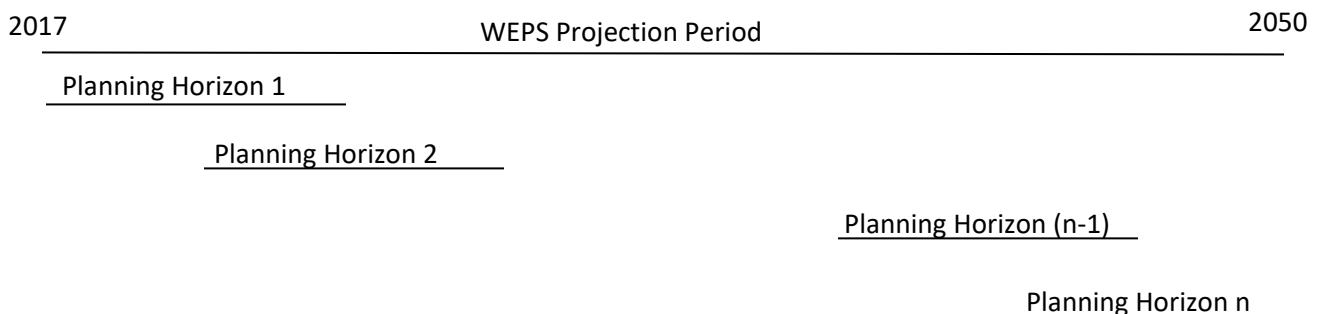 2017 WEPS Projection Period 2050
Planning Horizon 1
Planning Horizon 2
Planning Horizon (n-1)
Planning Horizon n